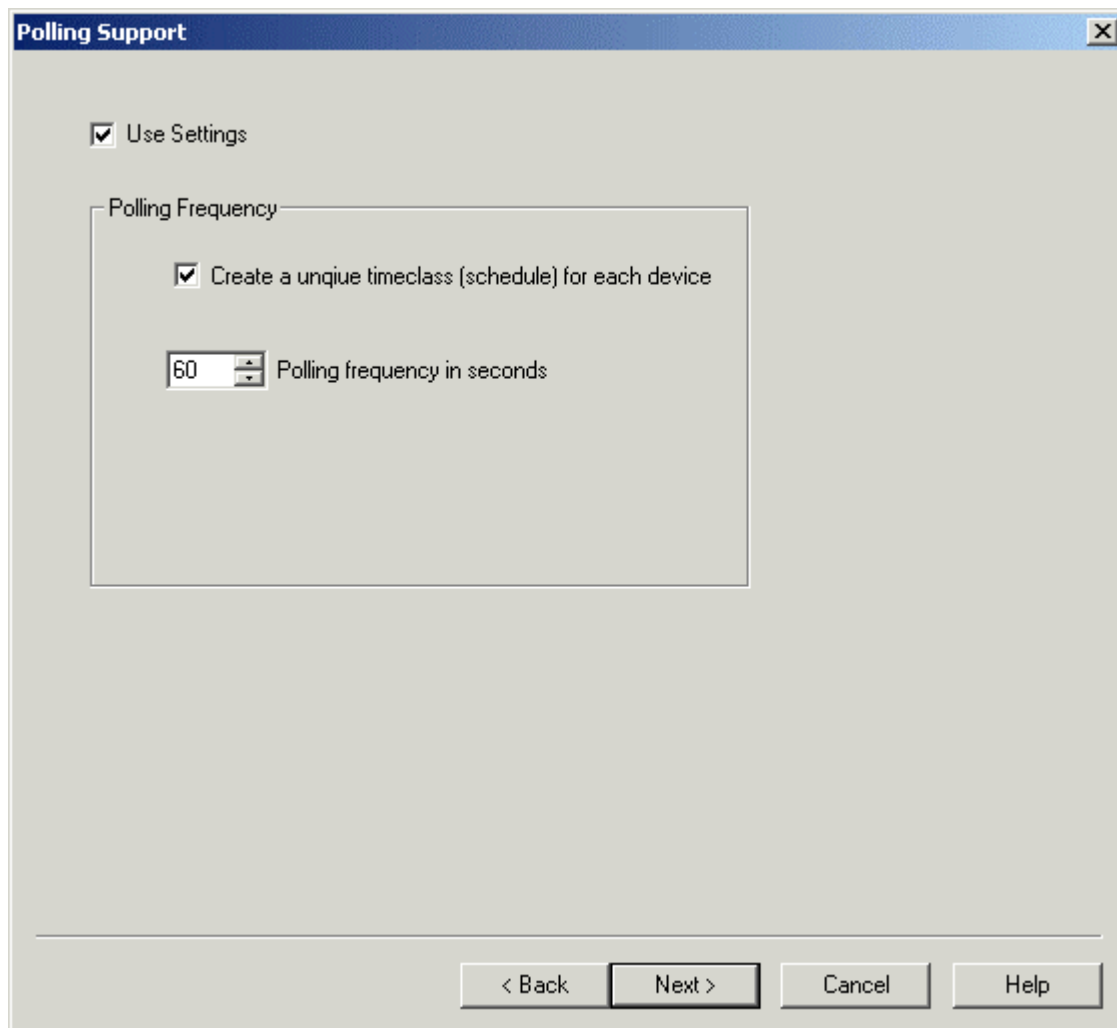 Polling Support
Use Settings
Polling Frequency
Create a unqiue timeclass (schedule) for each device
60 Polling frequency in seconds
< Back Next > Cancel Help